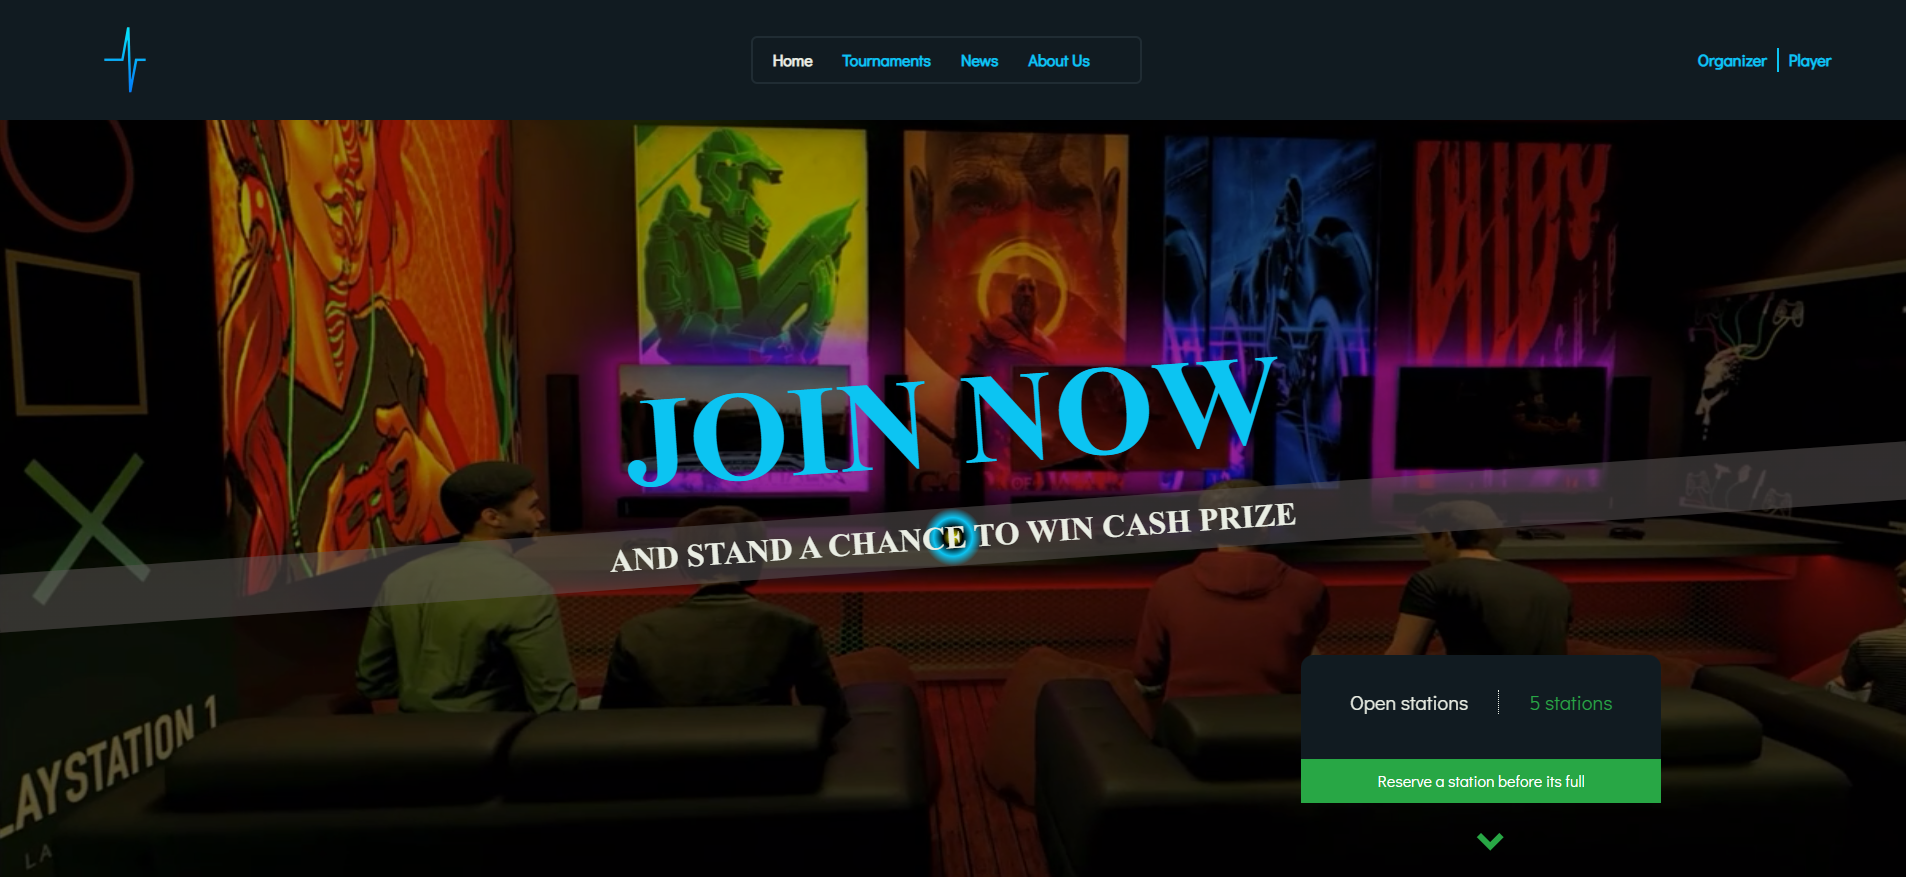 Home Tournaments News About Us
Organizer Player
JOIN NOW
AND STAND A CHANCE TO WIN CASH PRIZE
Open stations 5 stations
Reserve a station before its full
LAYSTATION 1
LA